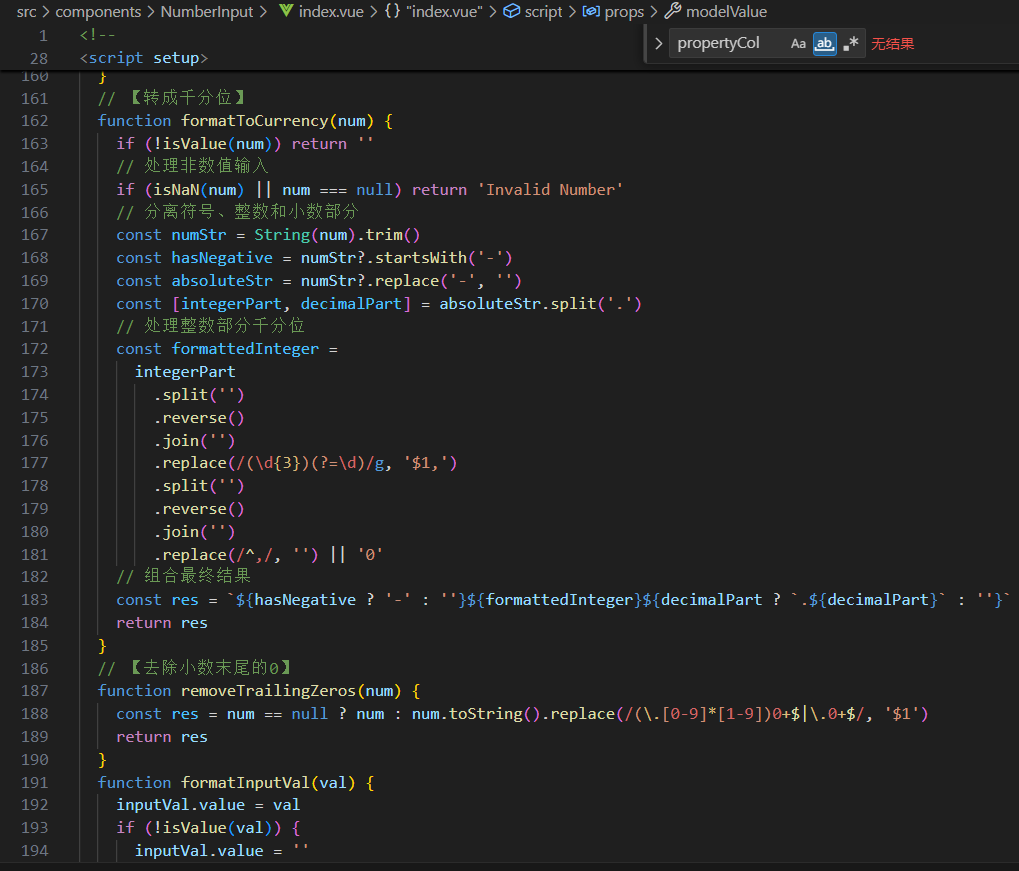 src > components > NumberInput > index.vue > {} "index.vue" > script > props > modelValue
propertyCol Aa ab. .* 无结果
1 <!--
28 <script setup>
160 }
161 // 【转成千分位】
162 function formatToCurrency(num) {
163 if (!isValue(num)) return ''
164 // 处理非数值输入
165 if (isNaN(num) || num === null) return 'Invalid Number'
166 // 分离符号、整数和小数部分
167 const numStr = String(num).trim()
168 const hasNegative = numStr?.startsWith('-')
169 const absoluteStr = numStr?.replace('-', '')
170 const [integerPart, decimalPart] = absoluteStr.split('.')
171 // 处理整数部分千分位
172 const formattedInteger =
173 integerPart
174 .split('')
175 .reverse()
176 .join('')
177 .replace(/(\d{3})(?=\d)/g, '$1,')
178 .split('')
179 .reverse()
180 .join('')
181 .replace(/^,/, '') || '0'
182 // 组合最终结果
183 const res = `${hasNegative ? '-' : ''}${formattedInteger}${decimalPart ? `.${decimalPart}` : ''}`
184 return res
185 }
186 // 【去除小数末尾的0】
187 function removeTrailingZeros(num) {
188 const res = num == null ? num : num.toString().replace(/(\.[0-9]*[1-9])0+$|\.0+$/, '$1')
189 return res
190 }
191 function formatInputVal(val) {
192 inputVal.value = val
193 if (!isValue(val)) {
194 inputVal.value = ''